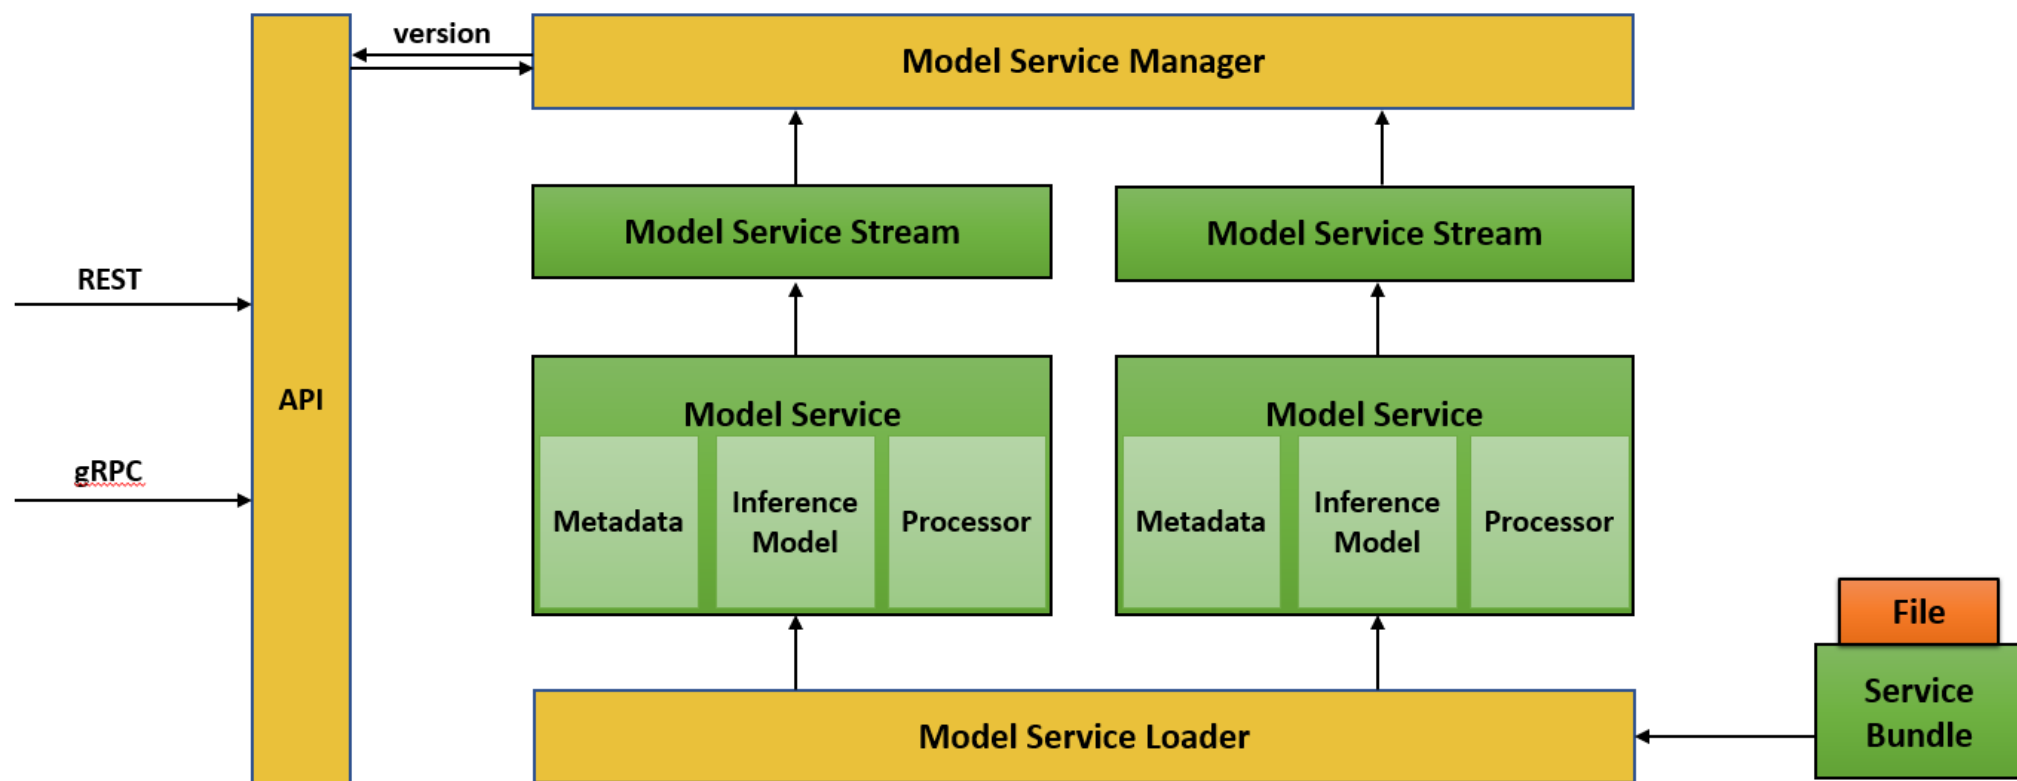 version
Model Service Manager
Model Service Stream
Model Service Stream
REST
API
gRPC
Model Service
Metadata
Inference
Model
Processor
Model Service
Metadata
Inference
Model
Processor
File
Service
Bundle
Model Service Loader